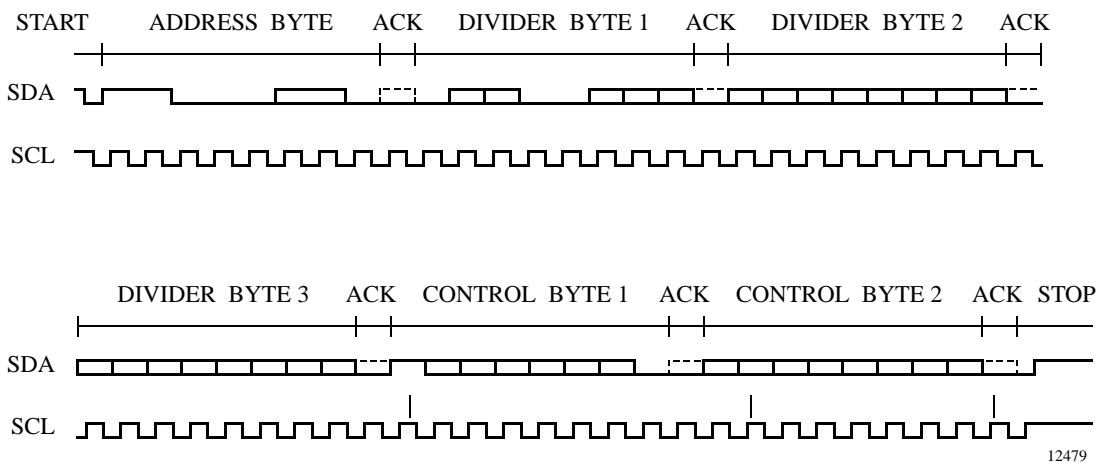 START ADDRESS BYTE ACK DIVIDER BYTE 1 ACK DIVIDER BYTE 2 ACK
SDA
SCL
DIVIDER BYTE 3 ACK CONTROL BYTE 1 ACK CONTROL BYTE 2 ACK STOP
SDA
SCL
12479